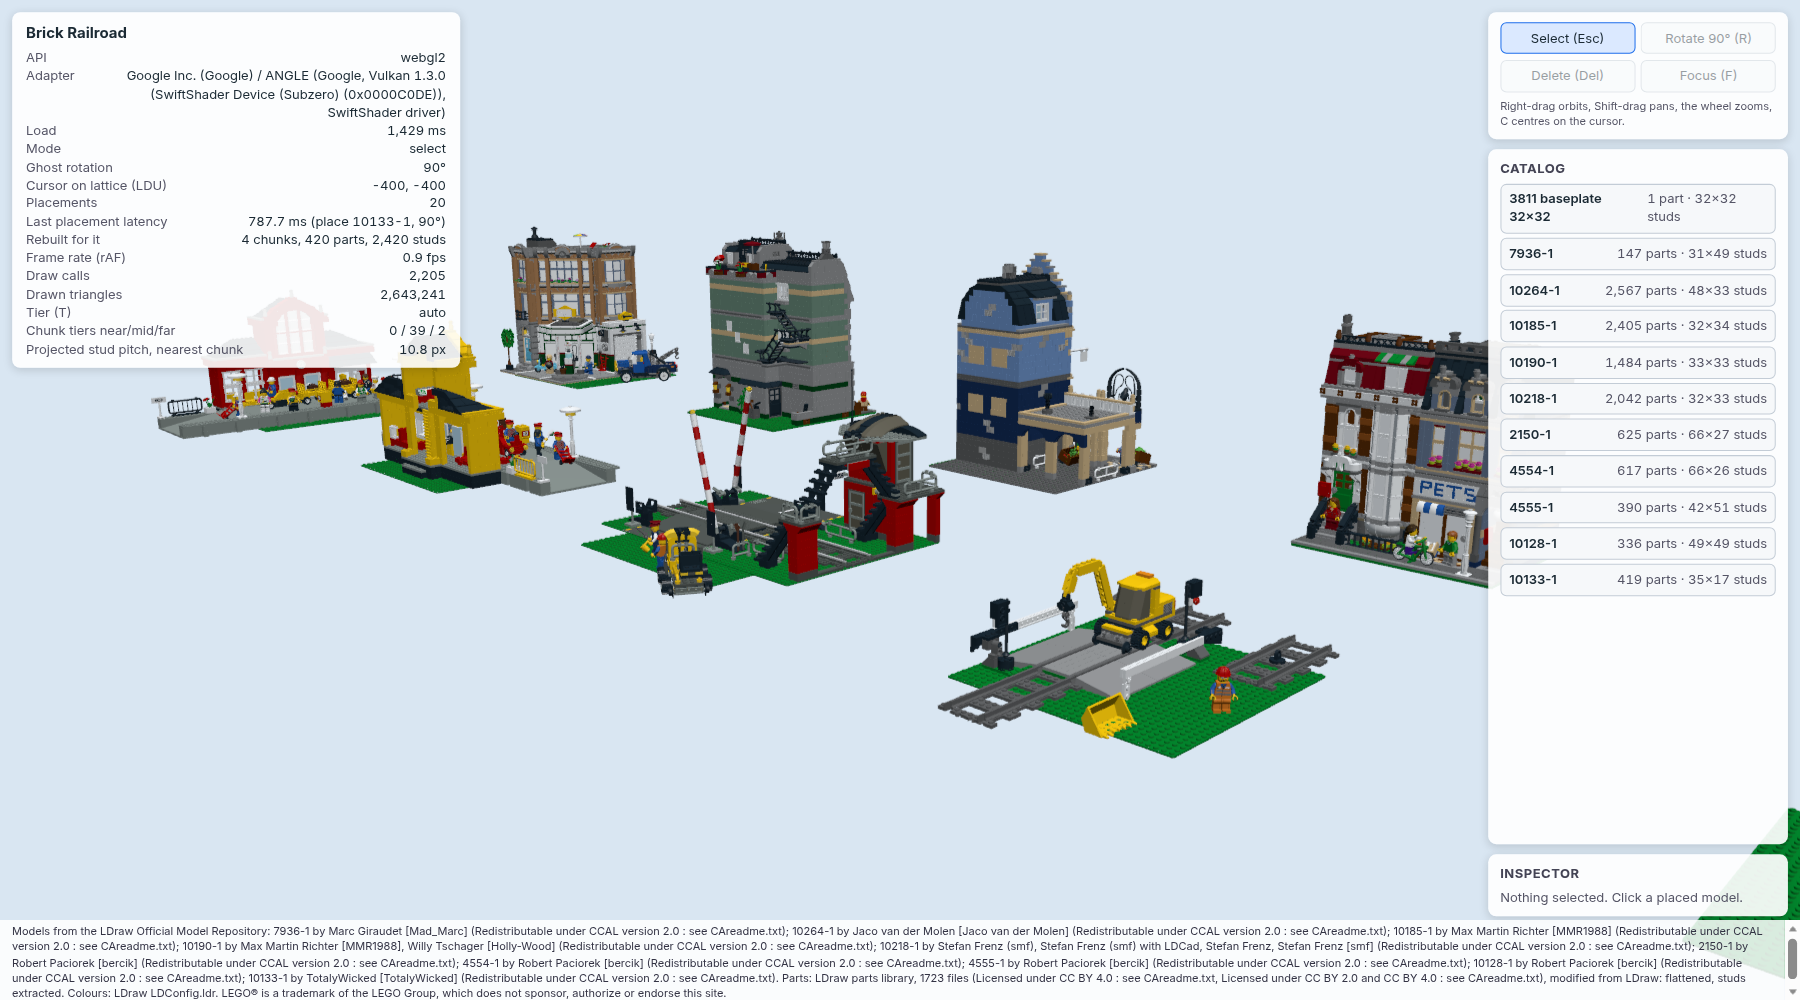 Brick Railroad
API webgl2
Adapter Google Inc. (Google) / ANGLE (Google, Vulkan 1.3.0
(SwiftShader Device (Subzero) (0x0000C0DE)),
SwiftShader driver)
Load 1,429 ms
Mode select
Ghost rotation 90°
Cursor on lattice (LDU) -400, -400
Placements 20
Last placement latency 787.7 ms (place 10133-1, 90°)
Rebuilt for it 4 chunks, 420 parts, 2,420 studs
Frame rate (rAF) 0.9 fps
Draw calls 2,205
Drawn triangles 2,643,241
Tier (T) auto
Chunk tiers near/mid/far 0 / 39 / 2
Projected stud pitch, nearest chunk 10.8 px
PETS
Select (Esc) Rotate 90° (R)
Delete (Del) Focus (F)
Right-drag orbits, Shift-drag pans, the wheel zooms,
C centres on the cursor.
CATALOG
3811 baseplate 1 part · 32×32
32×32 studs
7936-1 147 parts · 31×49 studs
10264-1 2,567 parts · 48×33 studs
10185-1 2,405 parts · 32×34 studs
10190-1 1,484 parts · 33×33 studs
10218-1 2,042 parts · 32×33 studs
2150-1 625 parts · 66×27 studs
4554-1 617 parts · 66×26 studs
4555-1 390 parts · 42×51 studs
10128-1 336 parts · 49×49 studs
10133-1 419 parts · 35×17 studs
INSPECTOR
Nothing selected. Click a placed model.
Models from the LDraw Official Model Repository: 7936-1 by Marc Giraudet [Mad_Marc] (Redistributable under CCAL version 2.0 : see CAreadme.txt); 10264-1 by Jaco van der Molen [Jaco van der Molen] (Redistributable under CCAL version 2.0 : see CAreadme.txt); 10185-1 by Max Martin Richter [MMR1988] (Redistributable under CCAL
version 2.0 : see CAreadme.txt); 10190-1 by Max Martin Richter [MMR1988], Willy Tschager [Holly-Wood] (Redistributable under CCAL version 2.0 : see CAreadme.txt); 10218-1 by Stefan Frenz (smf), Stefan Frenz (smf) with LDCad, Stefan Frenz, Stefan Frenz [smf] (Redistributable under CCAL version 2.0 : see CAreadme.txt); 2150-1 by
Robert Paciorek [bercik] (Redistributable under CCAL version 2.0 : see CAreadme.txt); 4554-1 by Robert Paciorek [bercik] (Redistributable under CCAL version 2.0 : see CAreadme.txt); 4555-1 by Robert Paciorek [bercik] (Redistributable under CCAL version 2.0 : see CAreadme.txt); 10128-1 by Robert Paciorek [bercik] (Redistributable
under CCAL version 2.0 : see CAreadme.txt); 10133-1 by TotalyWicked [TotalyWicked] (Redistributable under CCAL version 2.0 : see CAreadme.txt). Parts: LDraw parts library, 1723 files (Licensed under CC BY 4.0 : see CAreadme.txt, Licensed under CC BY 2.0 and CC BY 4.0 : see CAreadme.txt), modified from LDraw: flattened, studs
extracted. Colours: LDraw LDConfig.ldr. LEGO® is a trademark of the LEGO Group, which does not sponsor, authorize or endorse this site.